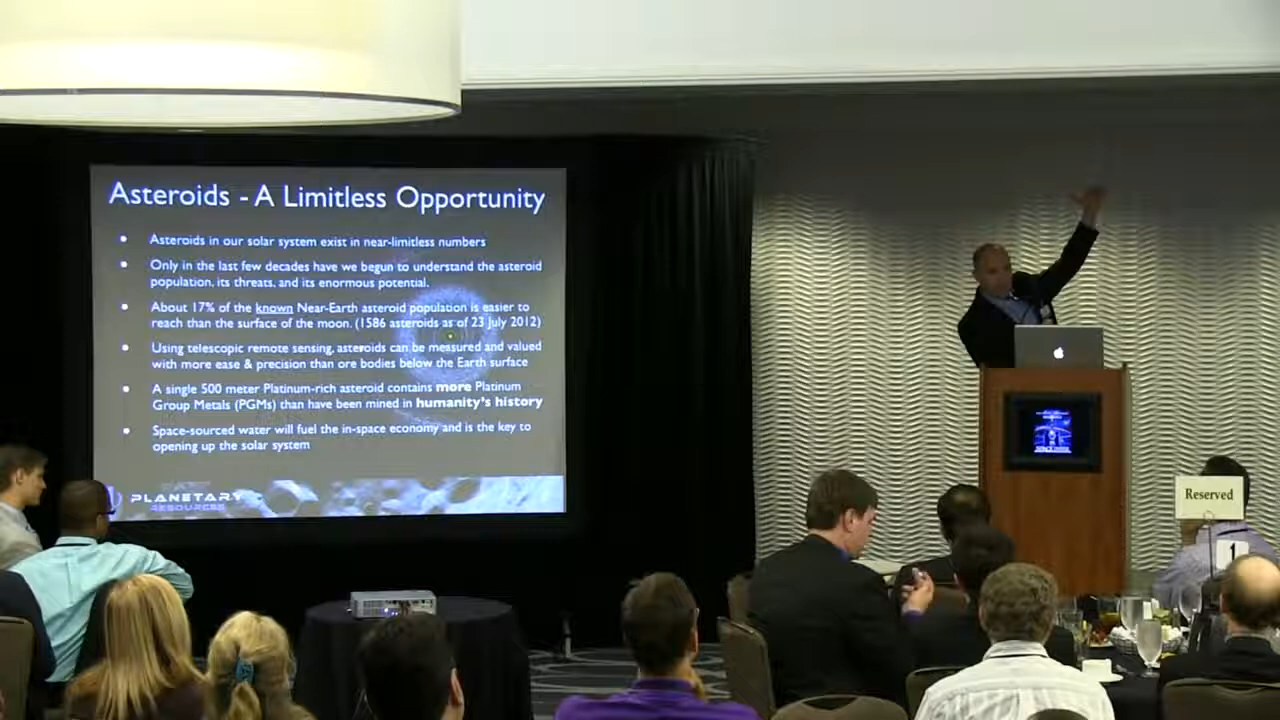 Asteroids - A Limitless Opportunity
• Asteroids in our solar system exist in near-limitless numbers
• Only in the last few decades have we begun to understand the asteroid
population, its threats, and its enormous potential.
• About 17% of the known Near-Earth asteroid population is easier to
reach than the surface of the moon. (1586 asteroids as of 23 July 2012)
• Using telescopic remote sensing, asteroids can be measured and valued
with more ease & precision than ore bodies below the Earth surface
• A single 500 meter Platinum-rich asteroid contains more Platinum
Group Metals (PGMs) than have been mined in humanity's history
• Space-sourced water will fuel the in-space economy and is the key to
opening up the solar system
PLANETARY
RESOURCES
Reserved
1